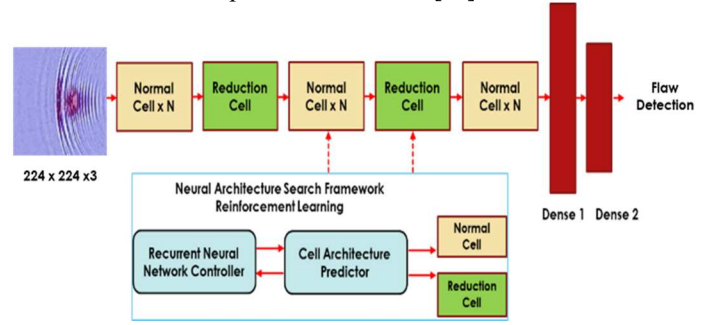 Normal
Cell x N
Reduction
Cell
Normal
Cell x N
Reduction
Cell
Normal
Cell x N
Flaw
Detection
224 x 224 x3
Dense 1
Dense 2
Neural Architecture Search Framework
Reinforcement Learning
Recurrent Neural
Network Controller
Cell Architecture
Predictor
Normal
Cell
Reduction
Cell